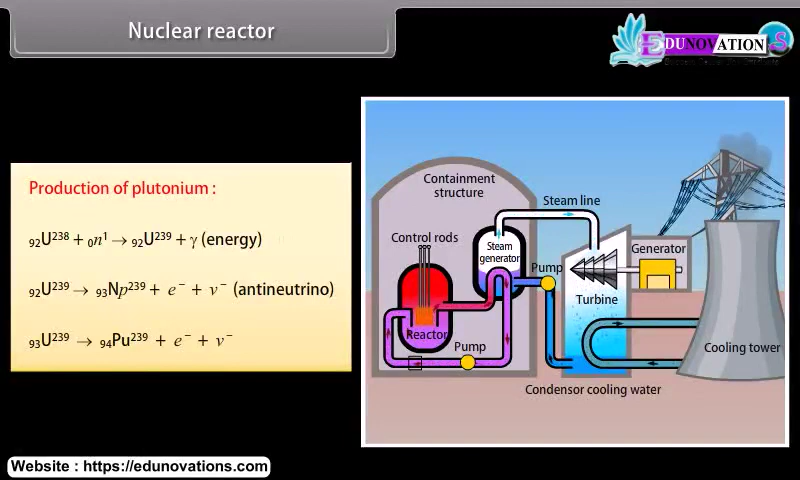 Nuclear reactor
EDUNOVATIONS
Production of plutonium :
₉₂U²³⁸ + ₀n¹ → ₉₂U²³⁹ + γ (energy)
₉₂U²³⁹ → ₉₃Np²³⁹ + e⁻ + ν⁻ (antineutrino)
₉₃U²³⁹ → ₉₄Pu²³⁹ + e⁻ + ν⁻
Containment
structure
Steam line
Control rods
Steam
generator
Generator
Pump
Turbine
Reactor
Pump
Cooling tower
Condensor cooling water
Website : https://edunovations.com